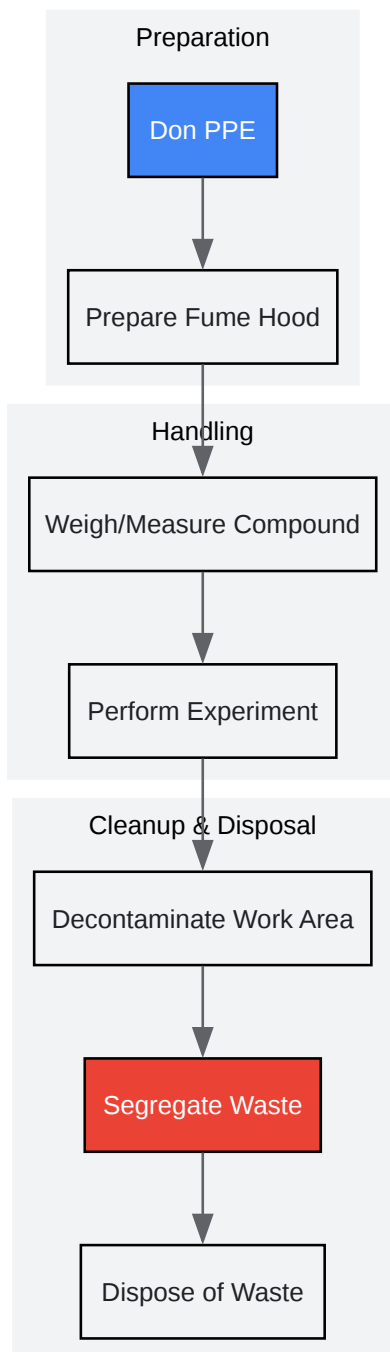 Preparation
Don PPE
Prepare Fume Hood
Handling
Weigh/Measure Compound
Perform Experiment
Cleanup & Disposal
Decontaminate Work Area
Segregate Waste
Dispose of Waste